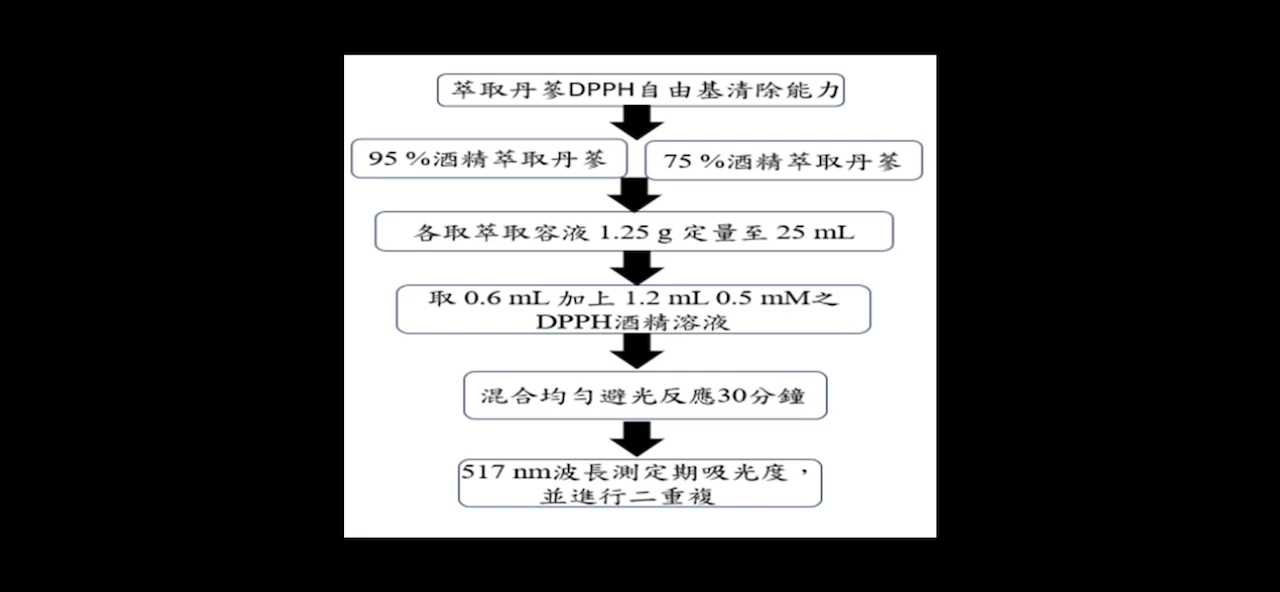 萃取丹蔘DPPH自由基清除能力
95 %酒精萃取丹蔘
75 %酒精萃取丹蔘
各取萃取容液 1.25 g 定量至 25 mL
取 0.6 mL 加上 1.2 mL 0.5 mM之
DPPH酒精溶液
混合均勻避光反應30分鐘
517 nm波長測定期吸光度，
並進行二重複